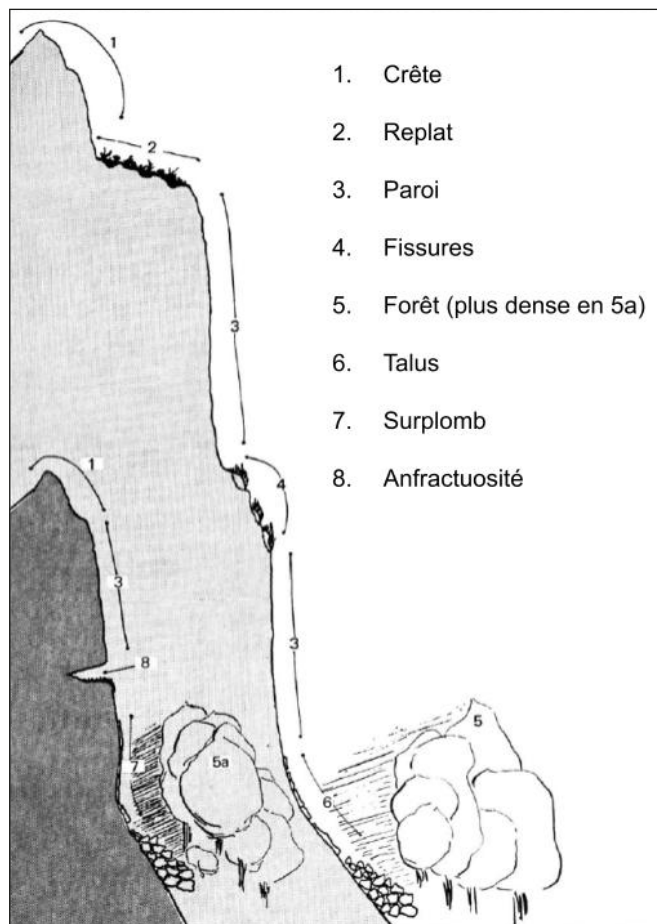 1. Crête
2. Replat
3. Paroi
4. Fissures
5. Forêt (plus dense en 5a)
6. Talus
7. Surplomb
8. Anfractuosité
1
2
3
4
1
3
8
3
5
5a
7
6